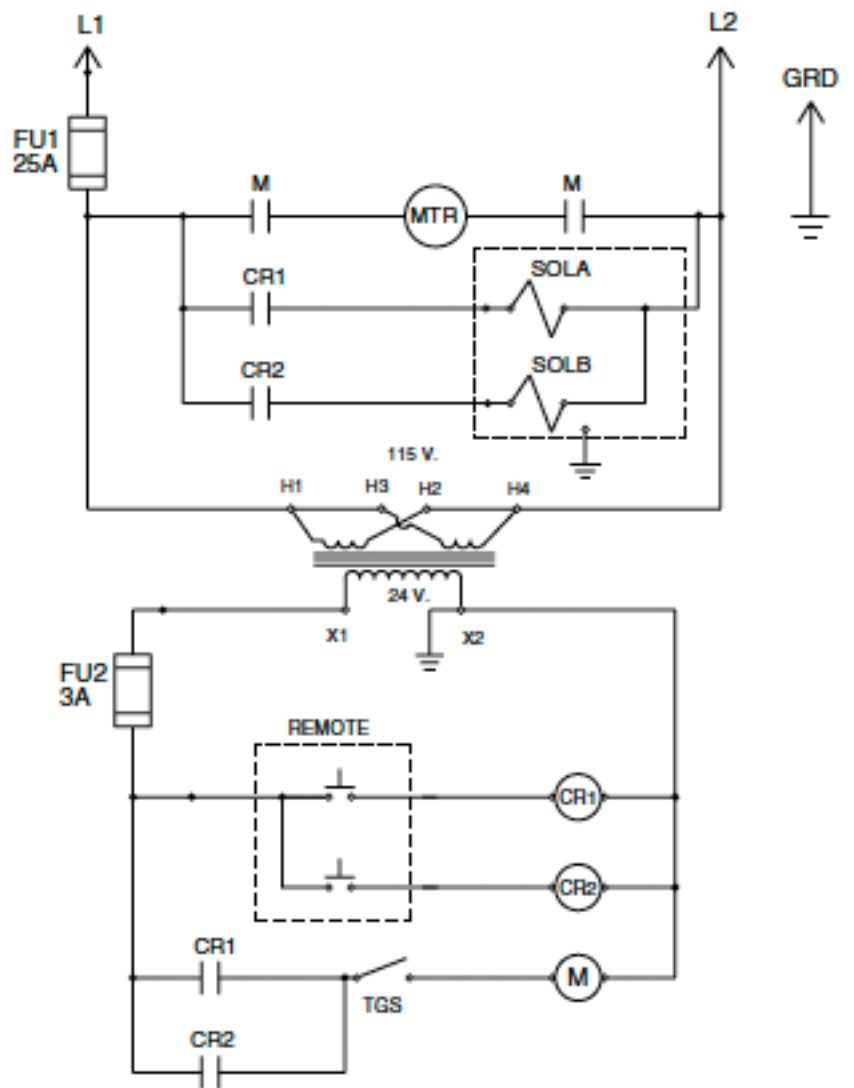 L1
L2
GRD
FU1
25A
M
MTR
M
CR1
SOLA
CR2
SOLB
115 V.
H1
H3
H2
H4
24 V.
X1
X2
FU2
3A
REMOTE
CR1
CR2
CR1
TGS
M
CR2